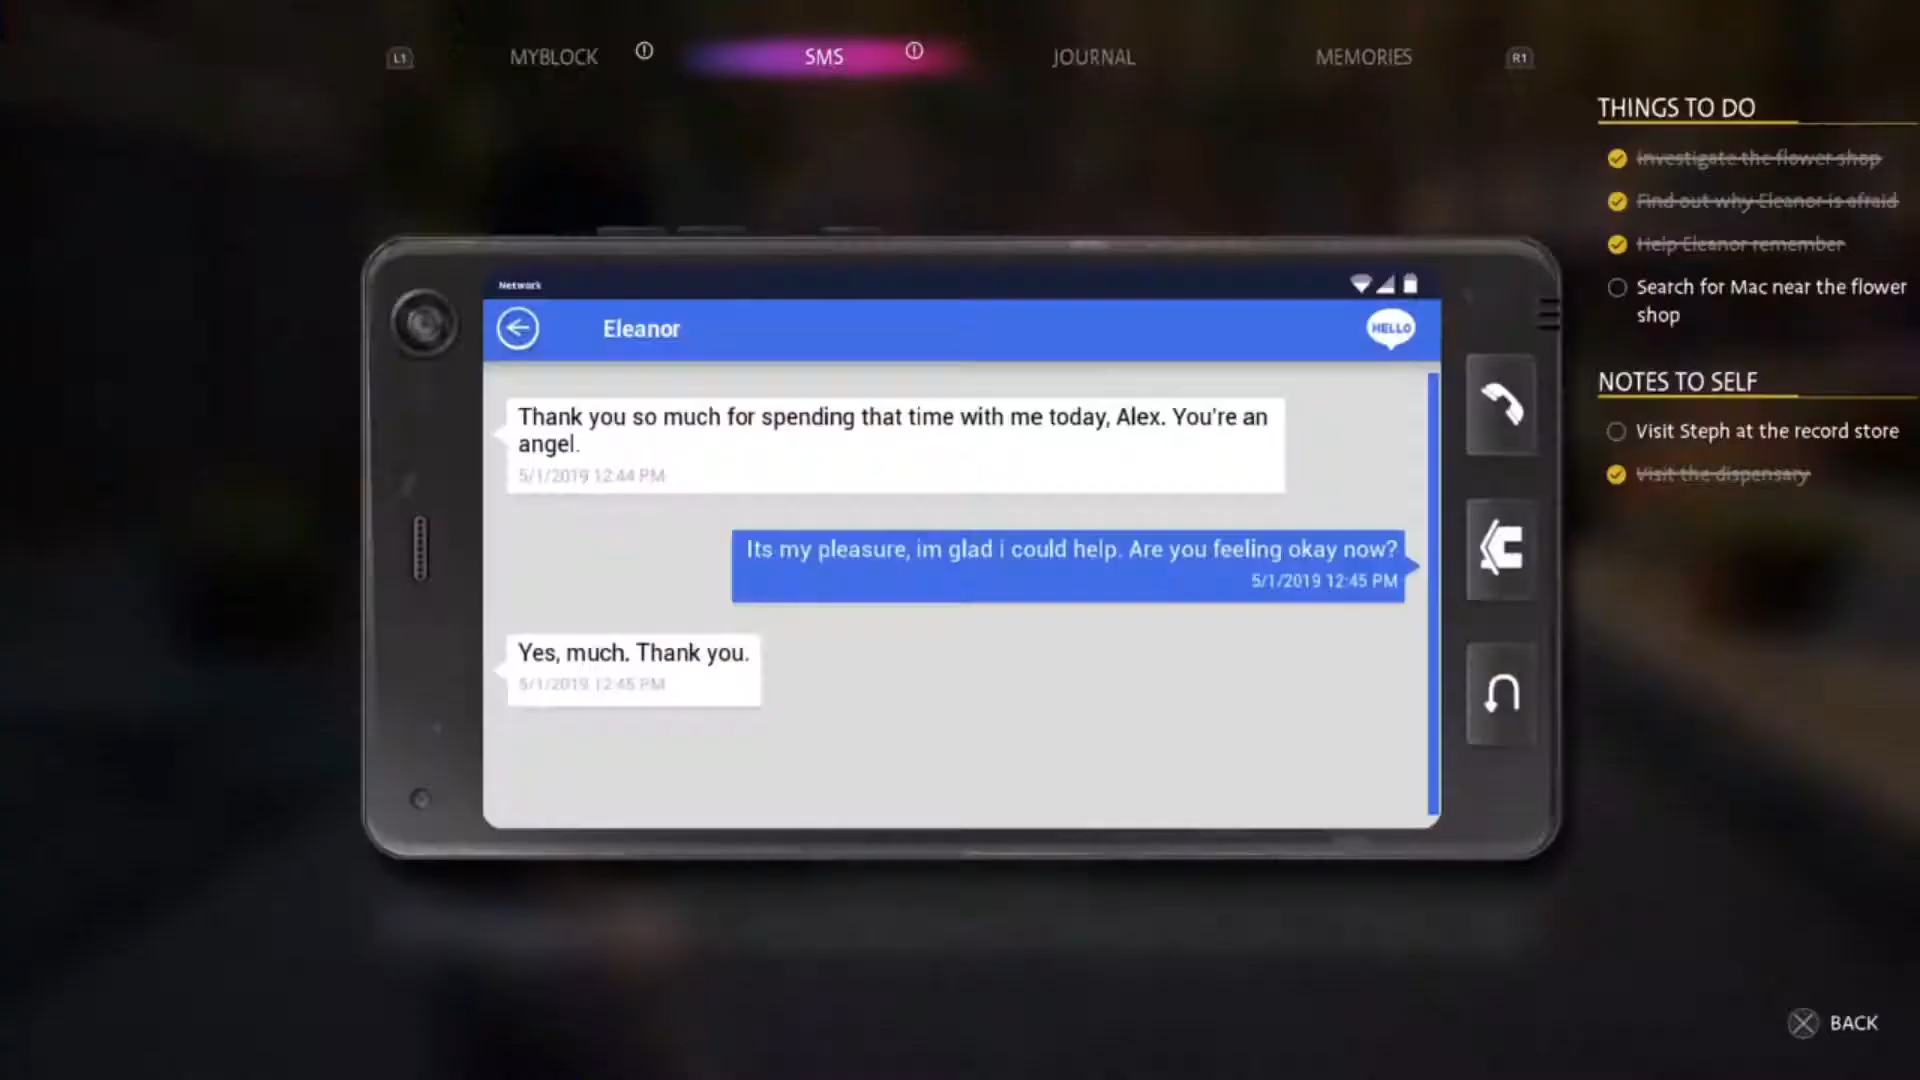 L1
MYBLOCK
SMS
JOURNAL
MEMORIES
R1
THINGS TO DO
Investigate the flower shop
Find out why Eleanor is afraid
Help Eleanor remember
Search for Mac near the flower
shop
NOTES TO SELF
Visit Steph at the record store
Visit the dispensary
Network
Eleanor
HELLO
Thank you so much for spending that time with me today, Alex. You're an
angel.
5/1/2019 12:44 PM
Its my pleasure, im glad i could help. Are you feeling okay now?
5/1/2019 12:45 PM
Yes, much. Thank you.
5/1/2019 12:45 PM
BACK